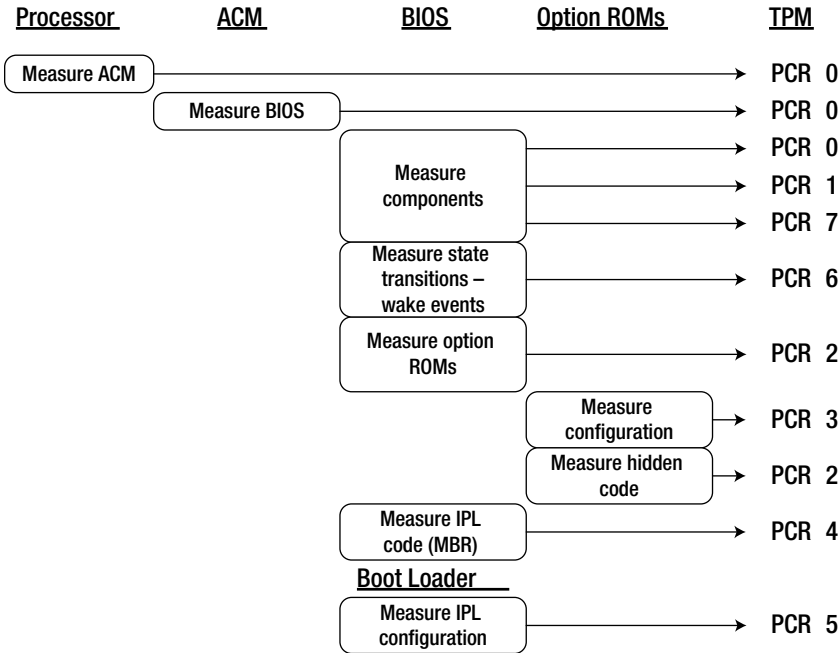 Processor ACM BIOS Option ROMs TPM
Measure ACM PCR 0
Measure BIOS PCR 0
Measure
components
PCR 0
PCR 1
PCR 7
Measure state
transitions –
wake events
PCR 6
Measure option
ROMs
PCR 2
Measure
configuration
PCR 3
Measure hidden
code
PCR 2
Measure IPL
code (MBR)
PCR 4
Boot Loader
Measure IPL
configuration
PCR 5